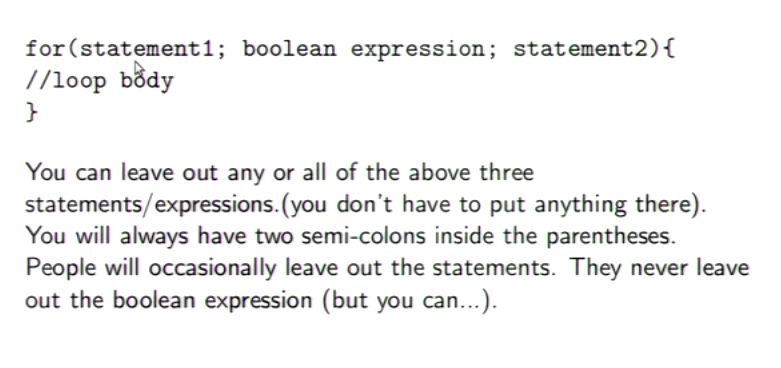 for(statement1; boolean expression; statement2){
//loop body
}
You can leave out any or all of the above three
statements/expressions.(you don't have to put anything there).
You will always have two semi-colons inside the parentheses.
People will occasionally leave out the statements. They never leave
out the boolean expression (but you can...).